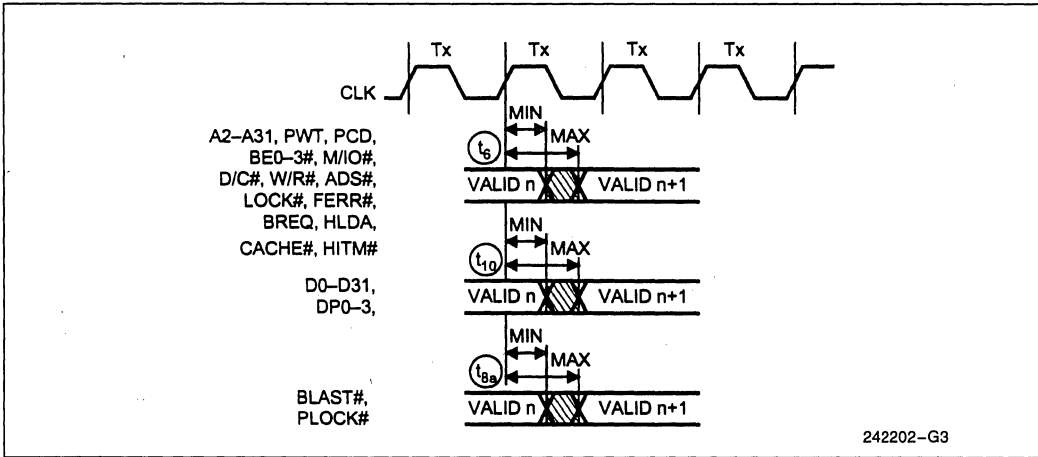 Tx Tx Tx Tx
CLK
MIN
A2–A31, PWT, PCD, MAX
BE0–3#, M/IO#, t6
D/C#, W/R#, ADS#, VALID n VALID n+1
LOCK#, FERR#,
BREQ, HLDA, MIN
CACHE#, HITM# MAX
t10
D0–D31, VALID n VALID n+1
DP0–3,
MIN
MAX
t8a
BLAST#, VALID n VALID n+1
PLOCK#
242202–G3